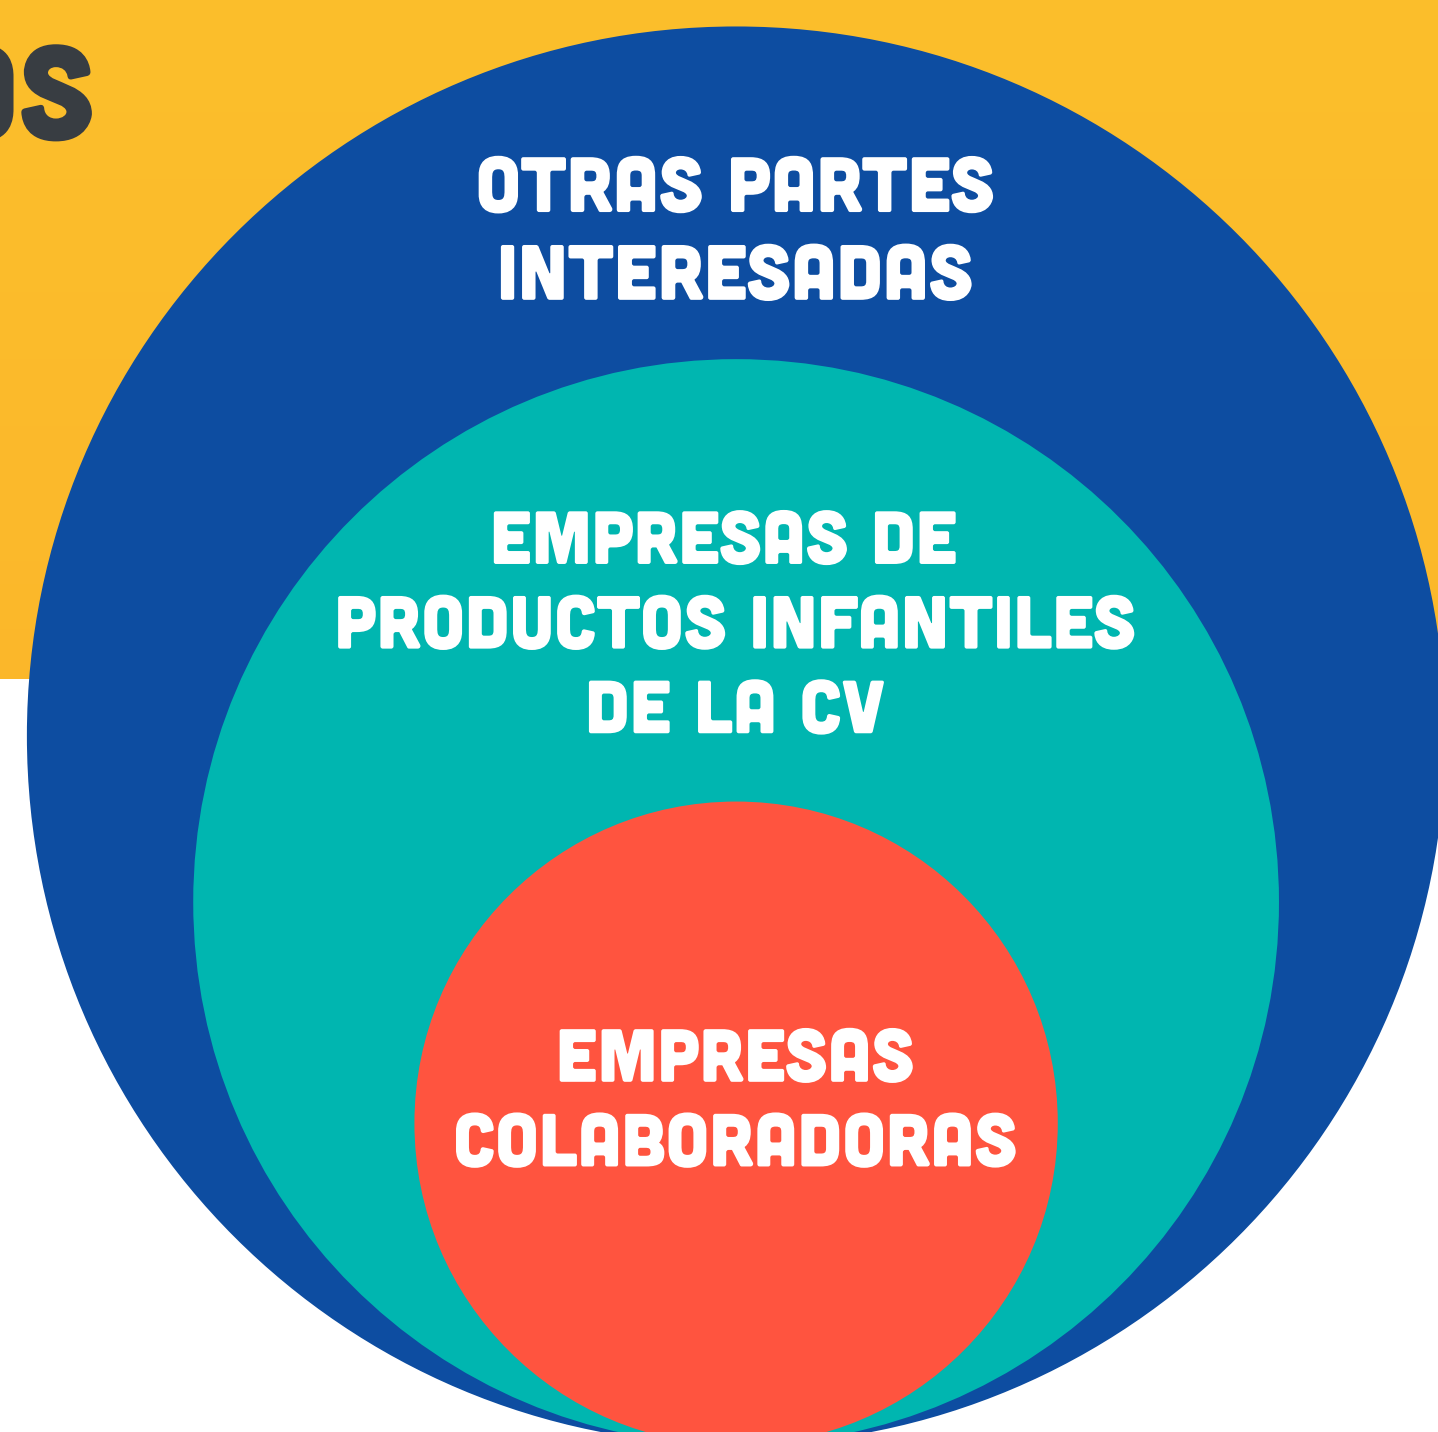 OTRAS PARTES
INTERESADAS
EMPRESAS DE
PRODUCTOS INFANTILES
DE LA CV
EMPRESAS
COLABORADORAS